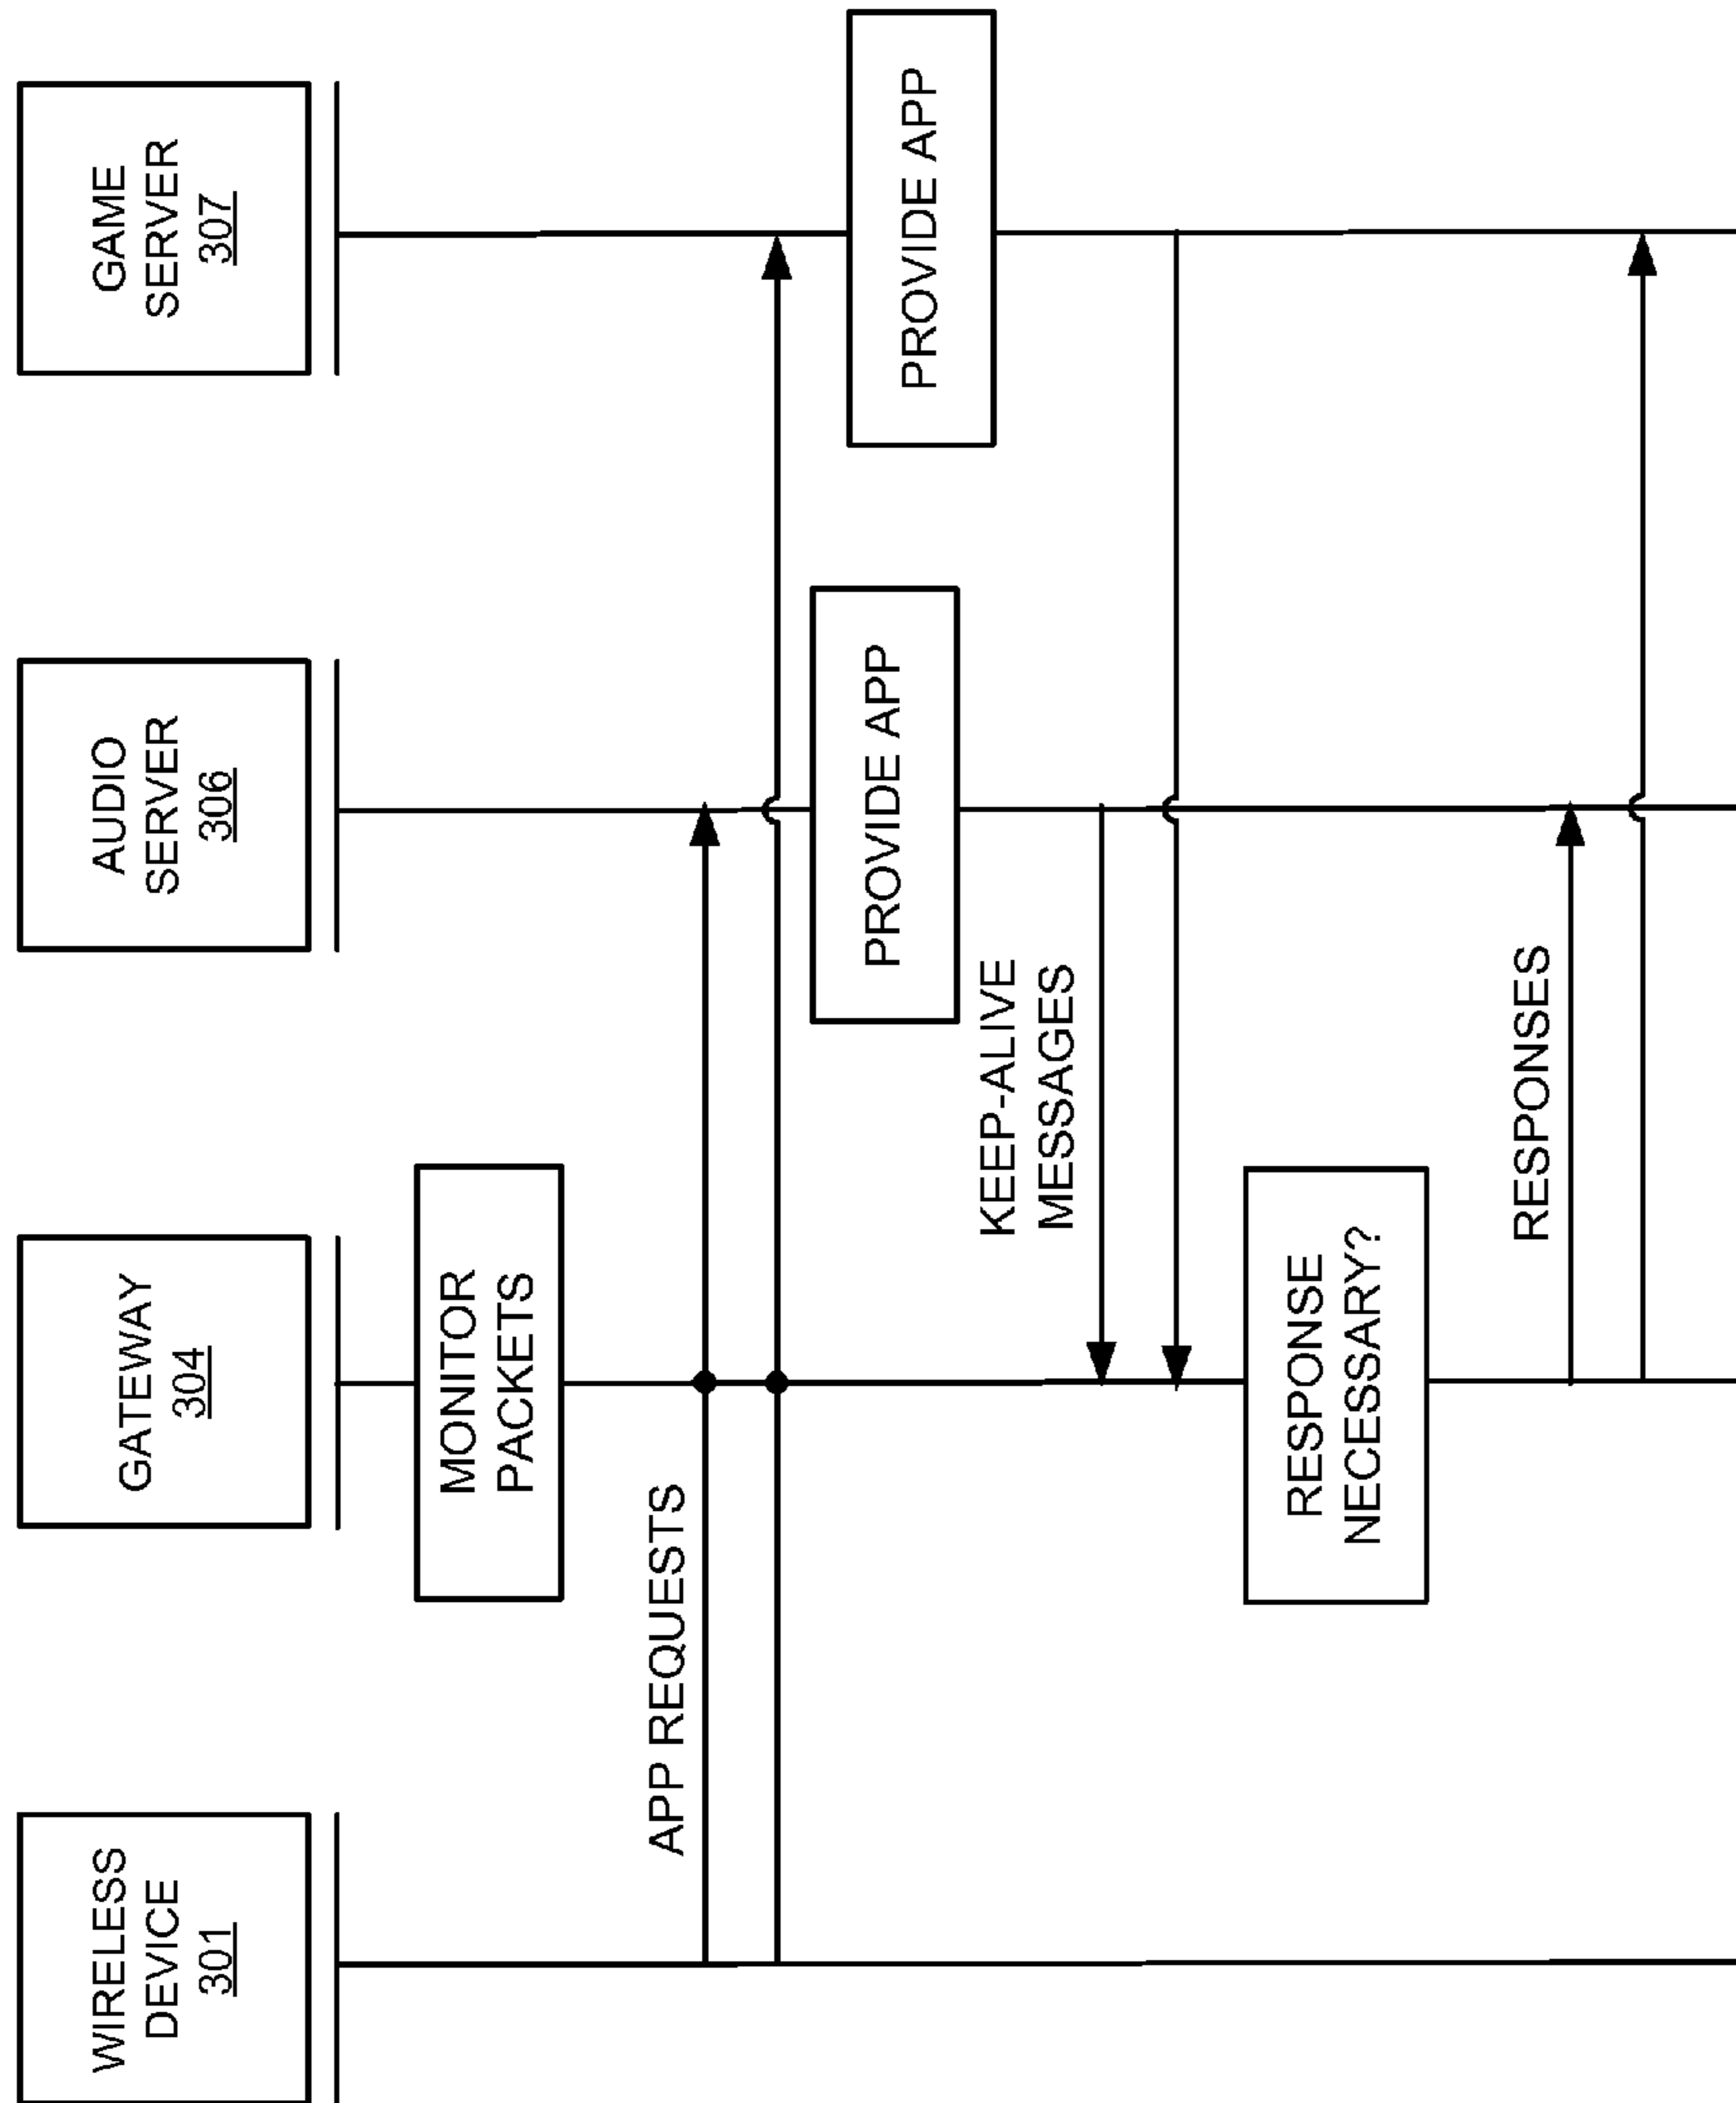 WIRELESS
DEVICE
301
GATEWAY
304
AUDIO
SERVER
306
GAME
SERVER
307
MONITOR
PACKETS
APP REQUESTS
PROVIDE APP
PROVIDE APP
KEEP-ALIVE
MESSAGES
RESPONSE
NECESSARY?
RESPONSES